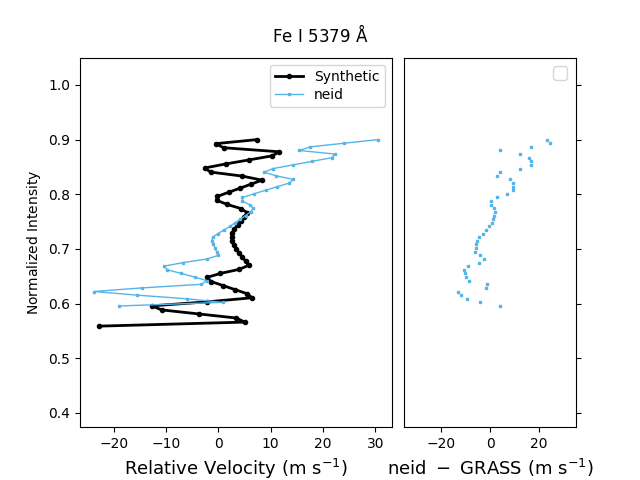 Fe I 5379 Å
Synthetic
neid
Normalized Intensity
1.0
0.9
0.8
0.7
0.6
0.5
0.4
−20 −10 0 10 20 30
−20 0 20
Relative Velocity (m s⁻¹)
neid − GRASS (m s⁻¹)